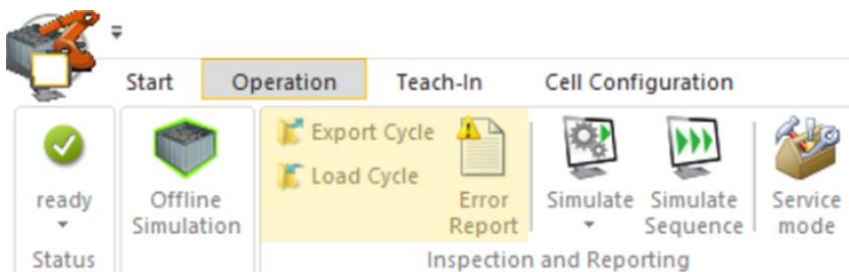 Start Operation Teach-In Cell Configuration
Export Cycle
Load Cycle
ready
Offline
Simulation
Error
Report
Simulate
Simulate
Sequence
Service
mode
Status
Inspection and Reporting